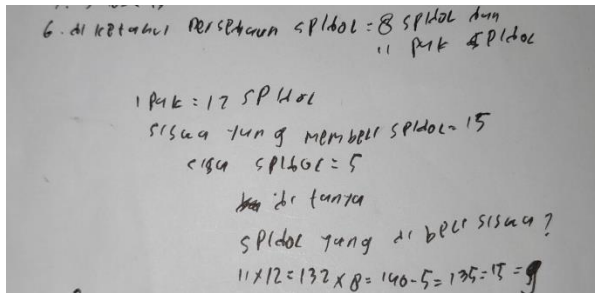 6. di ketahui persediaan spidol = 8 spidol dan
11 pak spidol
1 pak = 12 spidol
siswa yang membeli spidol = 15
sisa spidol = 5
di tanya
spidol yang di beli siswa?
11 x 12 = 132 x 8 = 140 - 5 = 135 = 15 = 9